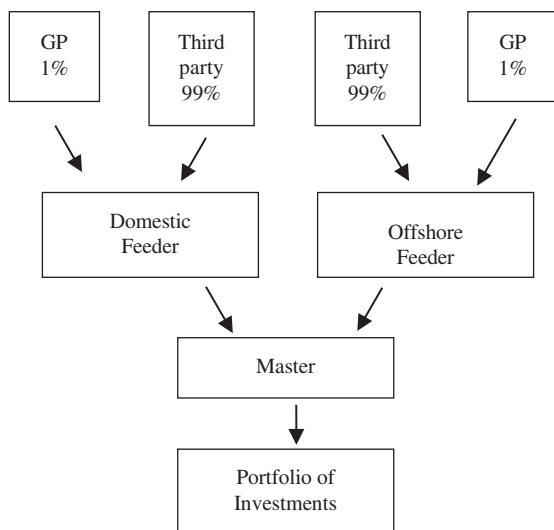 GP
1%
Third
party
99%
Third
party
99%
GP
1%
Domestic
Feeder
Offshore
Feeder
Master
Portfolio of
Investments